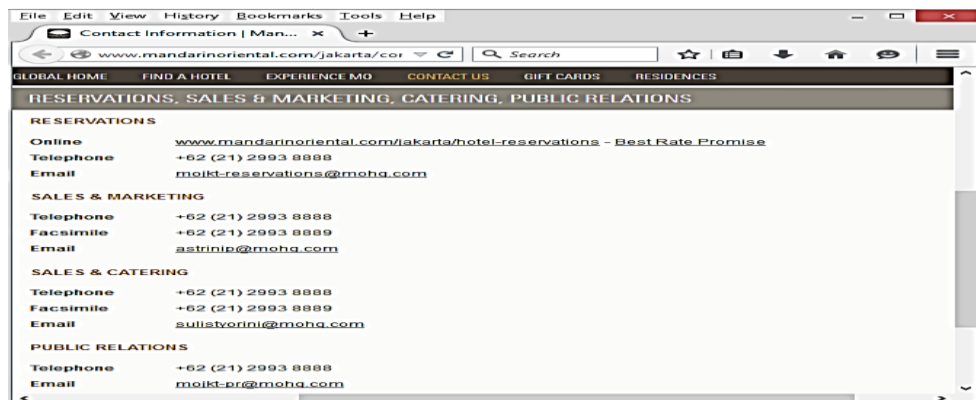 File Edit View History Bookmarks Tools Help
Contact Information | Man...
www.mandarinoriental.com/jakarta/cor Search
GLOBAL HOME FIND A HOTEL EXPERIENCE MO CONTACT US GIFT CARDS RESIDENCES
RESERVATIONS, SALES & MARKETING, CATERING, PUBLIC RELATIONS
RESERVATIONS
Online www.mandarinoriental.com/jakarta/hotel-reservations - Best Rate Promise
Telephone +62 (21) 2993 8888
Email mojkt-reservations@mohg.com
SALES & MARKETING
Telephone +62 (21) 2993 8888
Facsimile +62 (21) 2993 8889
Email astrinip@mohg.com
SALES & CATERING
Telephone +62 (21) 2993 8888
Facsimile +62 (21) 2993 8889
Email sulistyorini@mohg.com
PUBLIC RELATIONS
Telephone +62 (21) 2993 8888
Email mojkt-pr@mohg.com